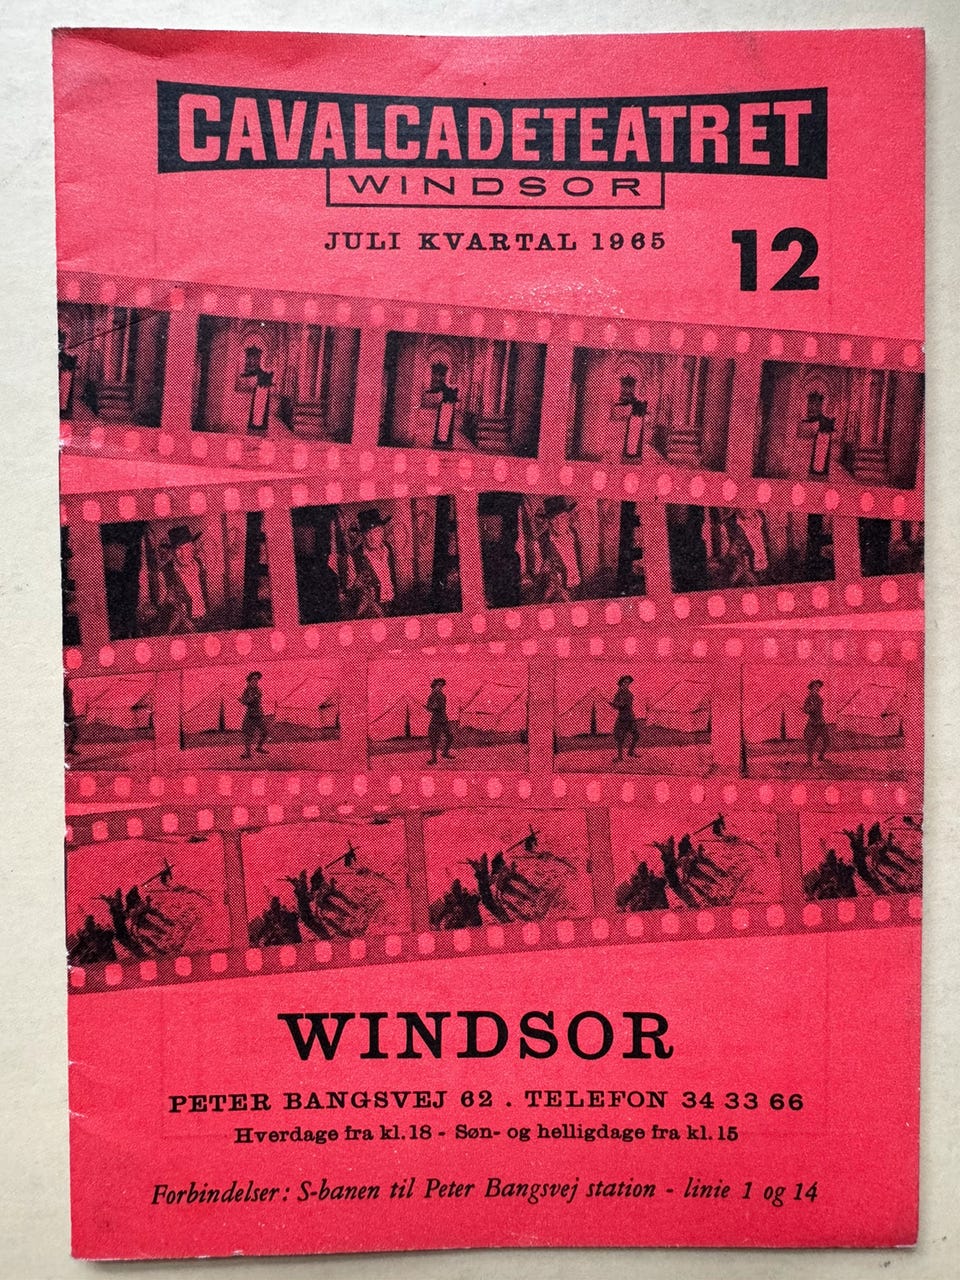 CAVALCADETEATRET
WINDSOR
JULI KVARTAL 1965
12
WINDSOR
PETER BANGSVEJ 62 . TELEFON 34 33 66
Hverdage fra kl. 18 - Søn- og helligdage fra kl. 15
Forbindelser: S-banen til Peter Bangsvej station - linie 1 og 14